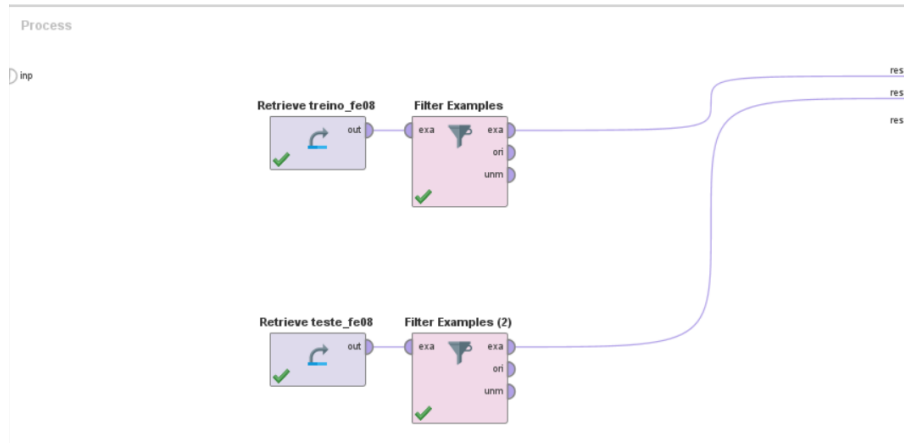 Process
inp
res
res
res
Retrieve treino_fe08
Filter Examples
out
exa
exa
ori
unm
Retrieve teste_fe08
Filter Examples (2)
out
exa
exa
ori
unm